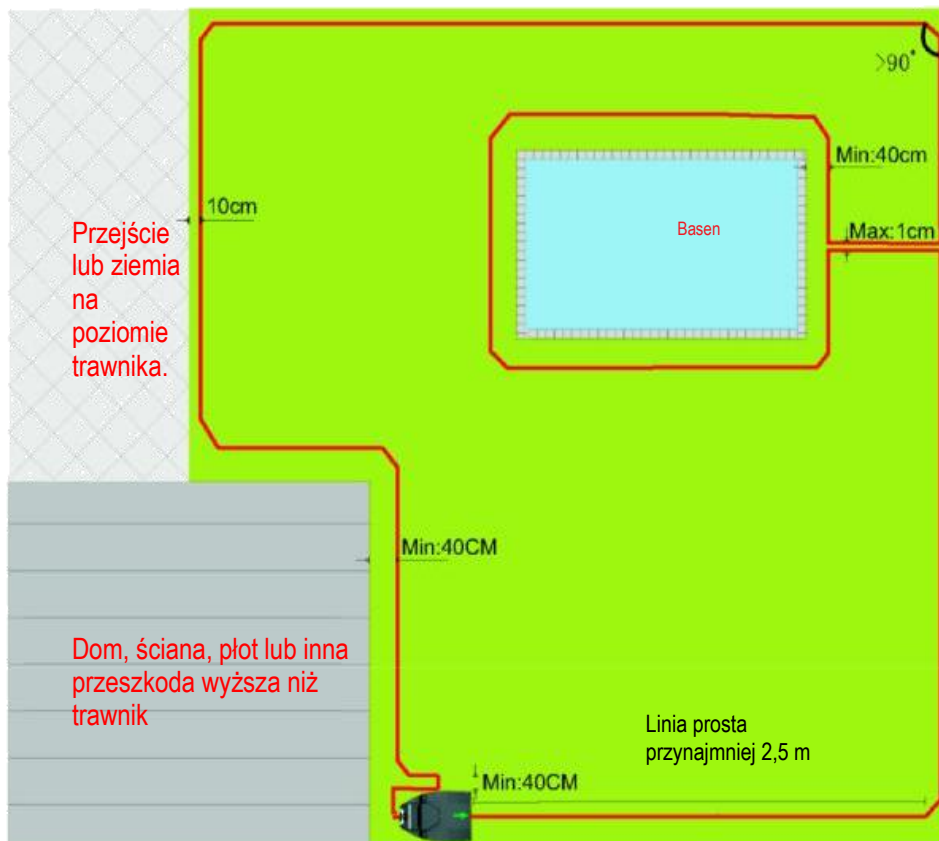 >90°
Min:40cm
10cm
Przejście
lub ziemia
na
poziomie
trawnika.
Basen
Max:1cm
Min:40CM
Dom, ściana, płot lub inna
przeszkoda wyższa niż
trawnik
Linia prosta
przynajmniej 2,5 m
Min:40CM